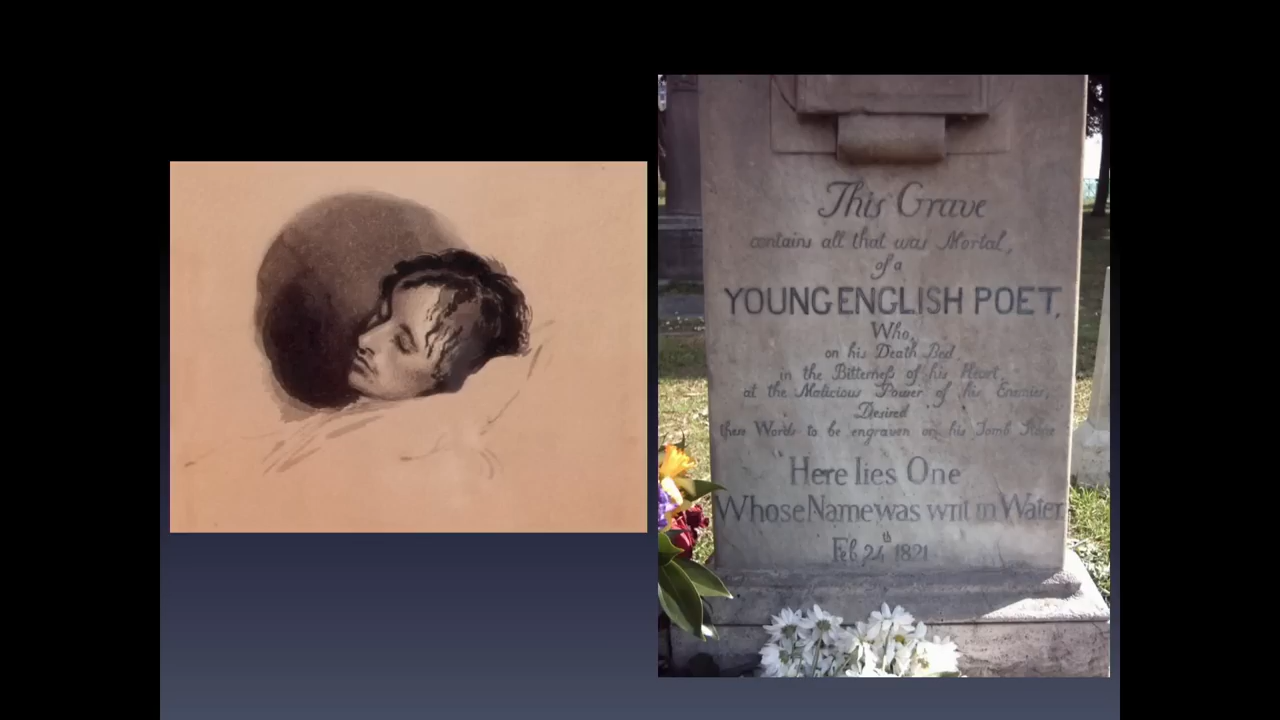 This Grave
contains all that was Mortal,
of a
YOUNG ENGLISH POET,
Who,
on his Death Bed,
in the Bitterness of his Heart,
at the Malicious Power of his Enemies,
Desired
these Words to be engraven on his Tomb Stone
Here lies One
Whose Name was writ in Water
Feb 24th 1821